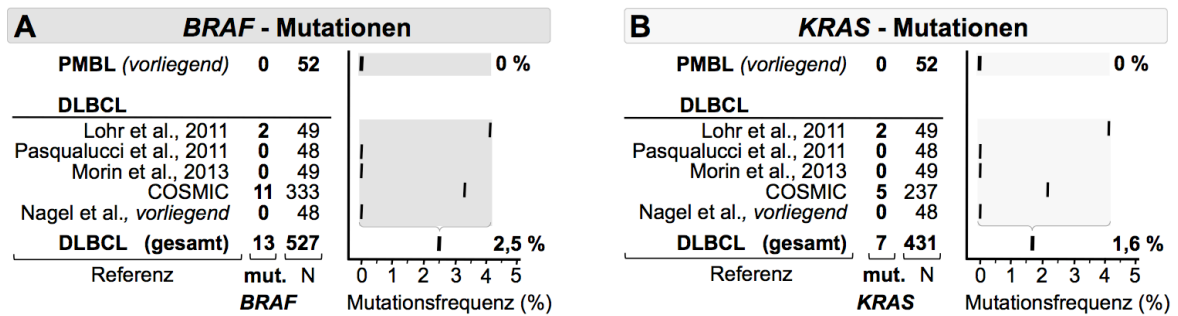 A BRAF - Mutationen
PMBL (vorliegend) 0 52 0 %
DLBCL
Lohr et al., 2011 2 49
Pasqualucci et al., 2011 0 48
Morin et al., 2013 0 49
COSMIC 11 333
Nagel et al., vorliegend 0 48
DLBCL (gesamt) 13 527 2,5 %
0 1 2 3 4 5
Referenz mut. N
BRAF Mutationsfrequenz (%)
B KRAS - Mutationen
PMBL (vorliegend) 0 52 0 %
DLBCL
Lohr et al., 2011 2 49
Pasqualucci et al., 2011 0 48
Morin et al., 2013 0 49
COSMIC 5 237
Nagel et al., vorliegend 0 48
DLBCL (gesamt) 7 431 1,6 %
0 1 2 3 4 5
Referenz mut. N
KRAS Mutationsfrequenz (%)